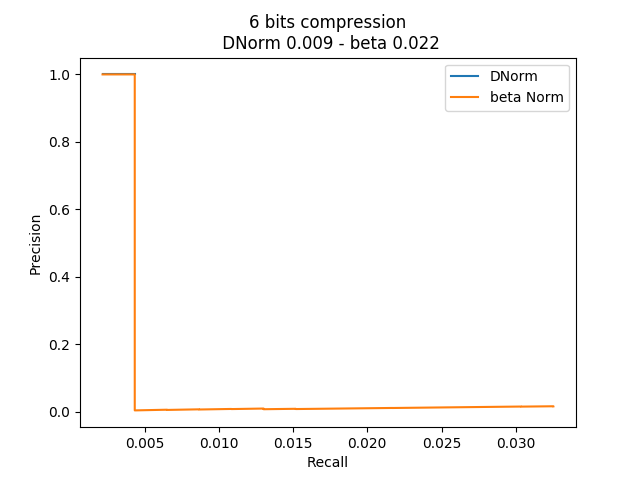 6 bits compression
DNorm 0.009 - beta 0.022
DNorm
beta Norm
1.0
0.8
0.6
0.4
0.2
0.0
Precision
0.005
0.010
0.015
0.020
0.025
0.030
Recall